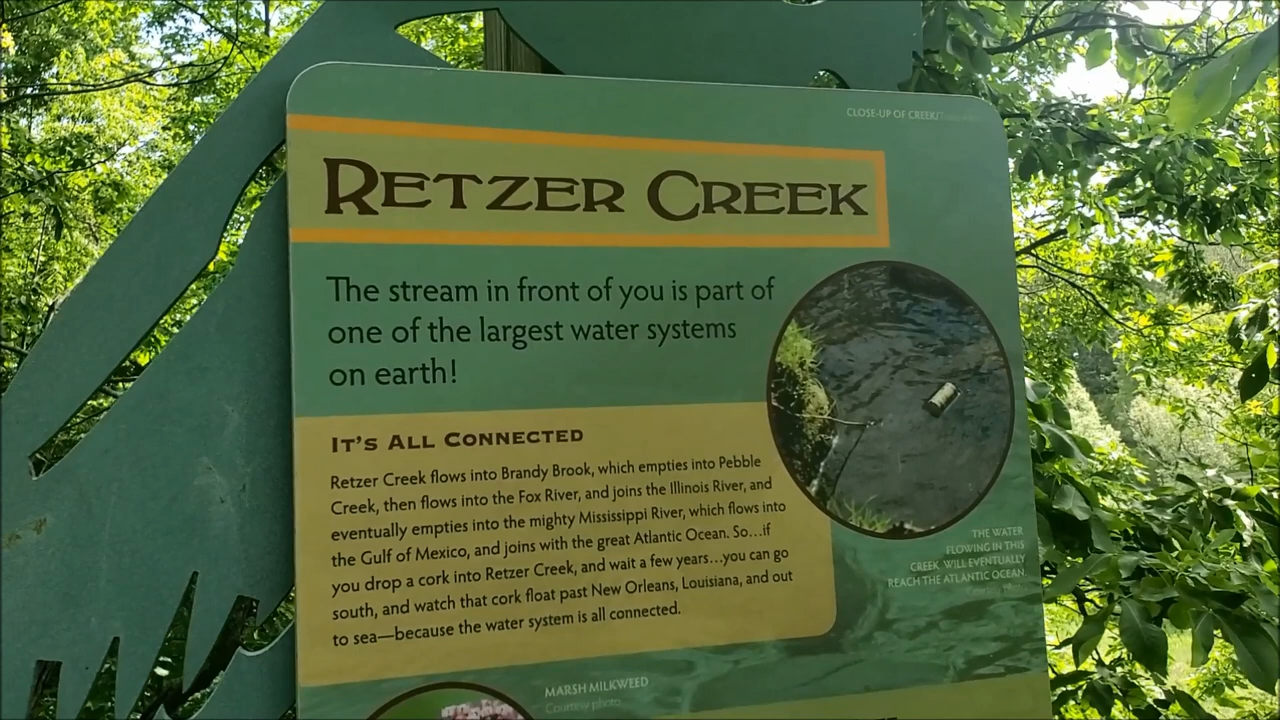 CLOSE-UP OF CREEK/
RETZER CREEK
The stream in front of you is part of
one of the largest water systems
on earth!
IT'S ALL CONNECTED
Retzer Creek flows into Brandy Brook, which empties into Pebble
Creek, then flows into the Fox River, and joins the Illinois River, and
eventually empties into the mighty Mississippi River, which flows into
the Gulf of Mexico, and joins with the great Atlantic Ocean. So...if
you drop a cork into Retzer Creek, and wait a few years...you can go
south, and watch that cork float past New Orleans, Louisiana, and out
to sea—because the water system is all connected.
THE WATER
FLOWING IN THIS
CREEK WILL EVENTUALLY
REACH THE ATLANTIC OCEAN.
MARSH MILKWEED
Courtesy photo